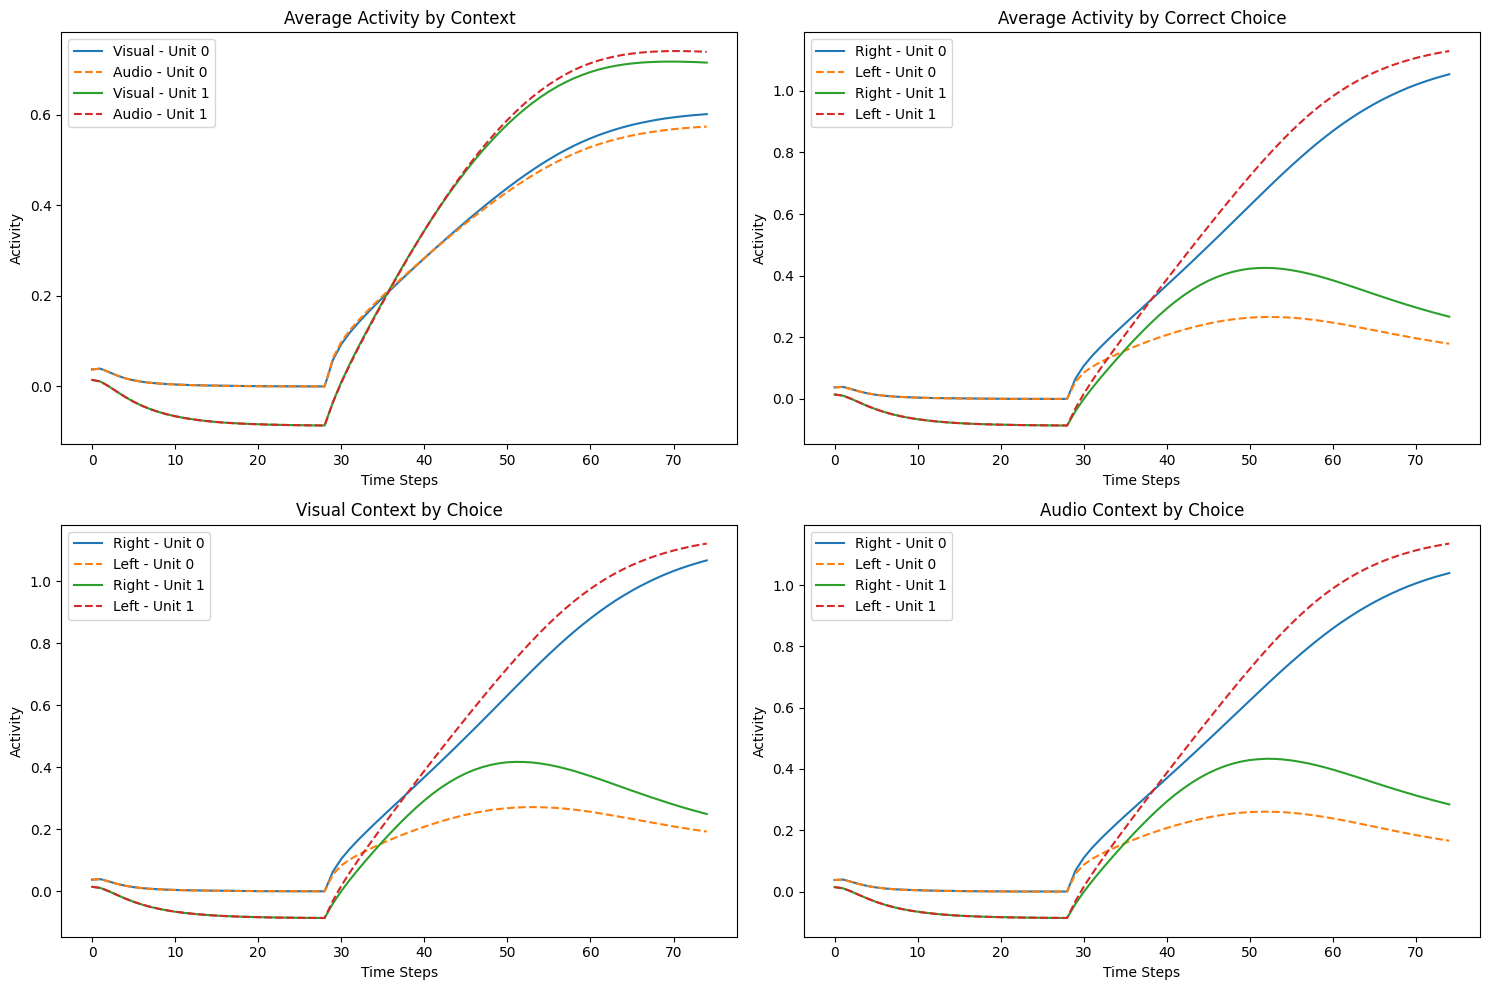 Average Activity by Context
Visual - Unit 0
Audio - Unit 0
Visual - Unit 1
Audio - Unit 1
Activity
0.6
0.4
0.2
0.0
0 10 20 30 40 50 60 70
Time Steps
Average Activity by Correct Choice
Right - Unit 0
Left - Unit 0
Right - Unit 1
Left - Unit 1
Activity
1.0
0.8
0.6
0.4
0.2
0.0
0 10 20 30 40 50 60 70
Time Steps
Visual Context by Choice
Right - Unit 0
Left - Unit 0
Right - Unit 1
Left - Unit 1
Activity
1.0
0.8
0.6
0.4
0.2
0.0
0 10 20 30 40 50 60 70
Time Steps
Audio Context by Choice
Right - Unit 0
Left - Unit 0
Right - Unit 1
Left - Unit 1
Activity
1.0
0.8
0.6
0.4
0.2
0.0
0 10 20 30 40 50 60 70
Time Steps